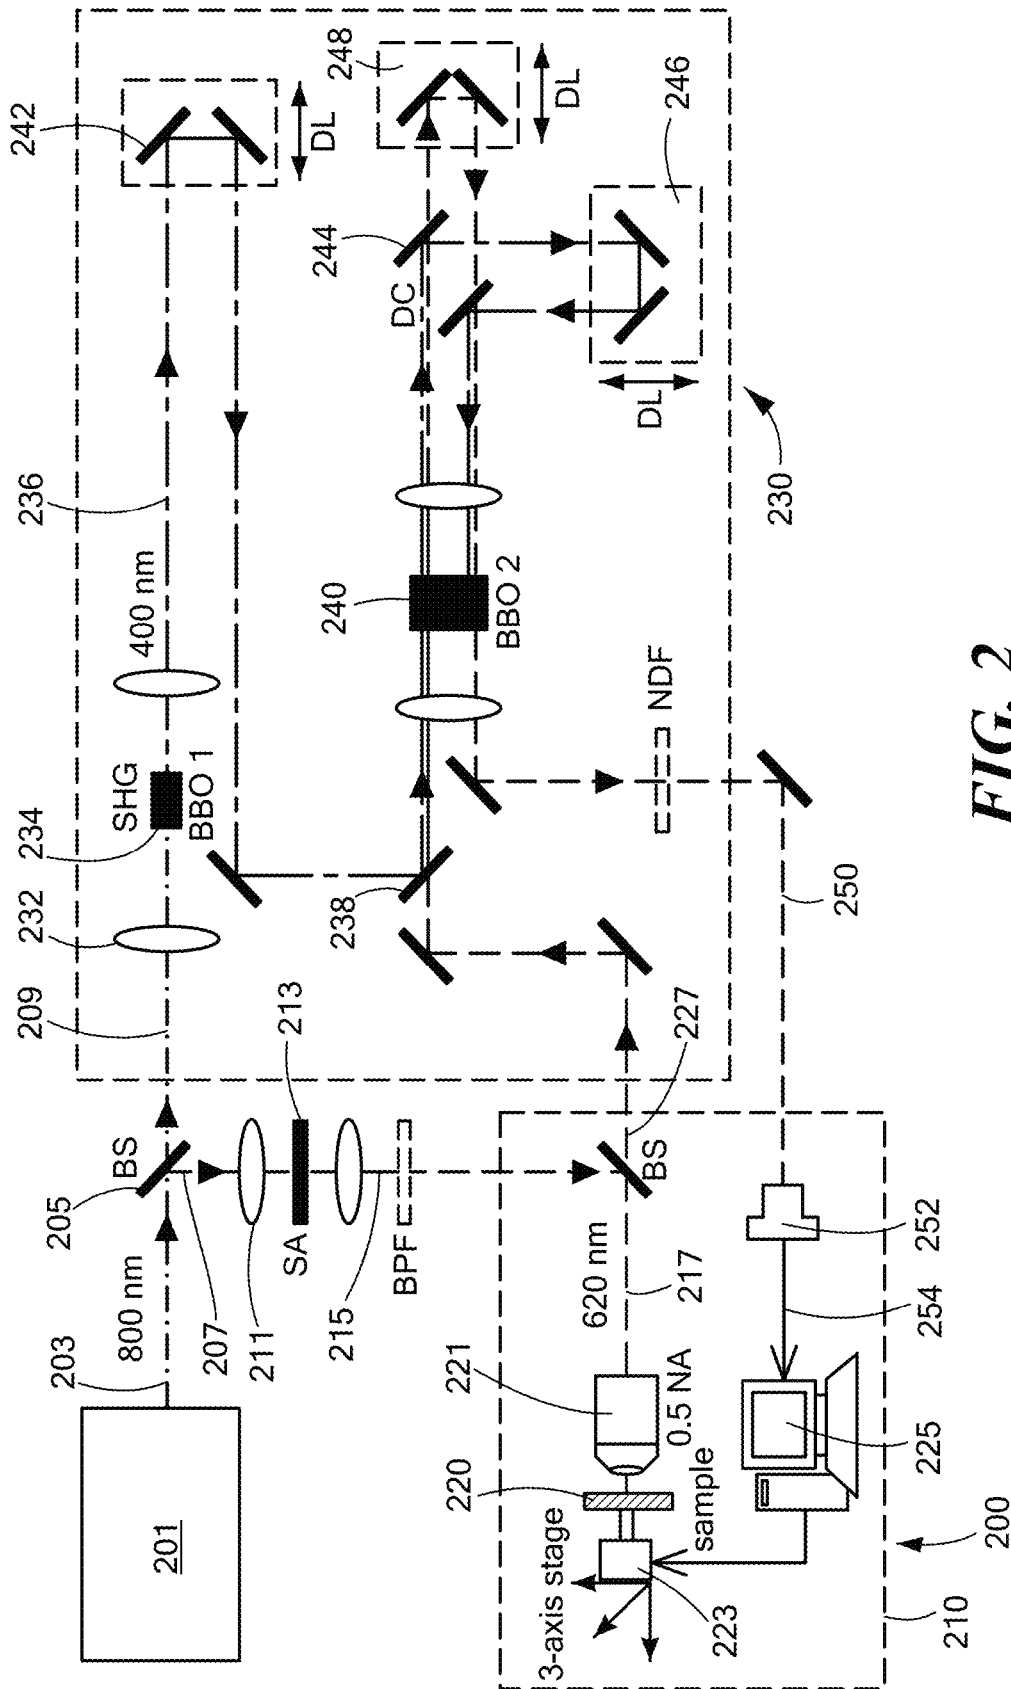 201
203
800 nm
205
BS
207
211
SA
213
215
BPF
209
232
234
SHG
BBO 1
400 nm
236
242
DL
248
DL
244
DC
246
DL
240
BBO 2
238
NDF
230
227
BS
620 nm
217
221
0.5 NA
220
sample
3-axis stage
223
225
254
252
250
210
200
FIG. 2